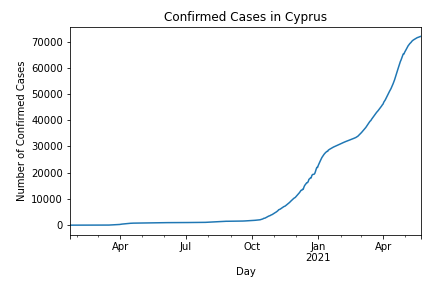 Confirmed Cases in Cyprus
Number of Confirmed Cases
70000
60000
50000
40000
30000
20000
10000
0
Apr
Jul
Oct
Jan
2021
Apr
Day